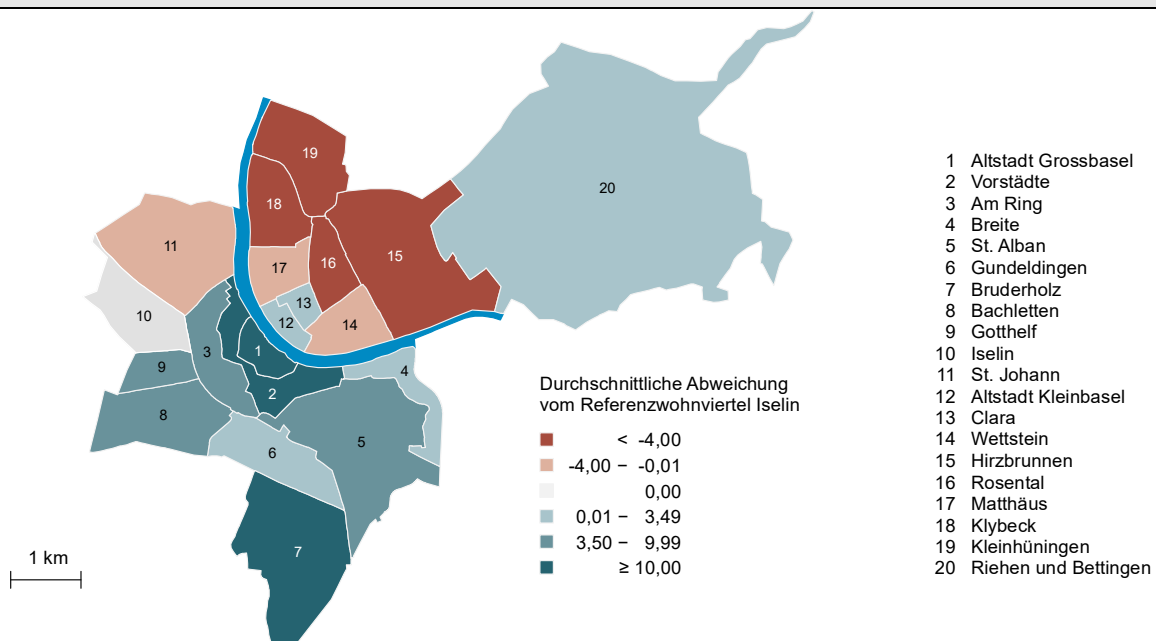 19
20
18
11
15
17
16
13
10
12
14
1
3
9
4
2
8
5
6
7
1 km
Durchschnittliche Abweichung
vom Referenzwohnviertel Iselin
< -4,00
-4,00 – -0,01
0,00
0,01 – 3,49
3,50 – 9,99
≥ 10,00
1 Altstadt Grossbasel
2 Vorstädte
3 Am Ring
4 Breite
5 St. Alban
6 Gundeldingen
7 Bruderholz
8 Bachletten
9 Gotthelf
10 Iselin
11 St. Johann
12 Altstadt Kleinbasel
13 Clara
14 Wettstein
15 Hirzbrunnen
16 Rosental
17 Matthäus
18 Klybeck
19 Kleinhüningen
20 Riehen und Bettingen